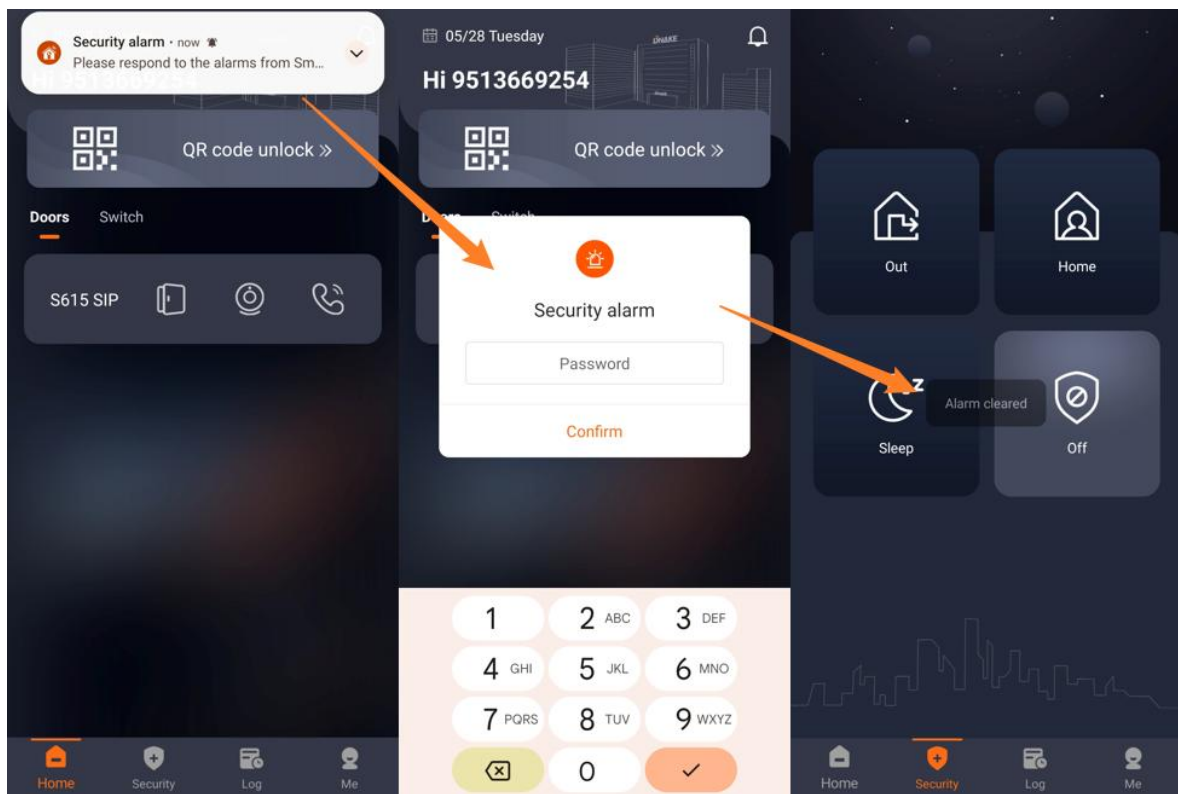 Security alarm · now
Please respond to the alarms from Sm...
QR code unlock »
Doors Switch
S615 SIP
Home Security Log Me
05/28 Tuesday
DNAKE
Hi 9513669254
QR code unlock »
Security alarm
Password
Confirm
1
2 ABC
3 DEF
4 GHI
5 JKL
6 MNO
7 PQRS
8 TUV
9 WXYZ
0
Out
Home
Sleep
Alarm cleared
Off
Home Security Log Me